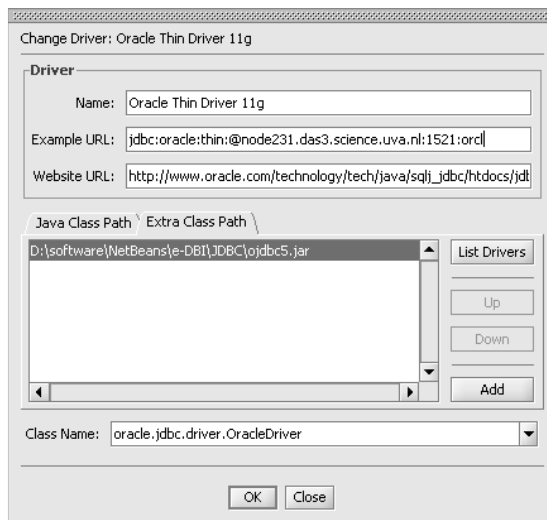 Change Driver: Oracle Thin Driver 11g
Driver
Name: Oracle Thin Driver 11g
Example URL: jdbc:oracle:thin:@node231.das3.science.uva.nl:1521:orcl
Website URL: http://www.oracle.com/technology/tech/java/sqlj_jdbc/htdocs/jdb
Java Class Path Extra Class Path
D:\software\NetBeans\e-DBI\JDBC\ojdbc5.jar
List Drivers
Up
Down
Add
Class Name: oracle.jdbc.driver.OracleDriver
OK Close